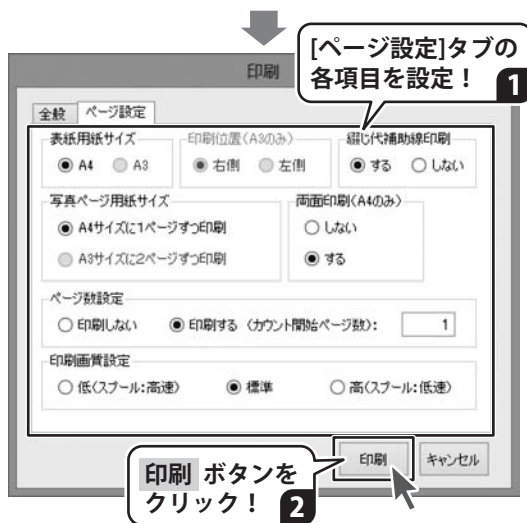 [ページ設定]タブの
各項目を設定！ 1
印刷
全般 ページ設定
表紙用紙サイズ 印刷位置(A3のみ) 綴じ代補助線印刷
A4 A3 右側 左側 する しない
写真ページ用紙サイズ 両面印刷(A4のみ)
A4サイズに1ページずつ印刷 しない
A3サイズに2ページずつ印刷 する
ページ数設定
印刷しない 印刷する (カウント開始ページ数): 1
印刷画質設定
低(スプール:高速) 標準 高(スプール:低速)
印刷 キャンセル
印刷 ボタンを
クリック！ 2